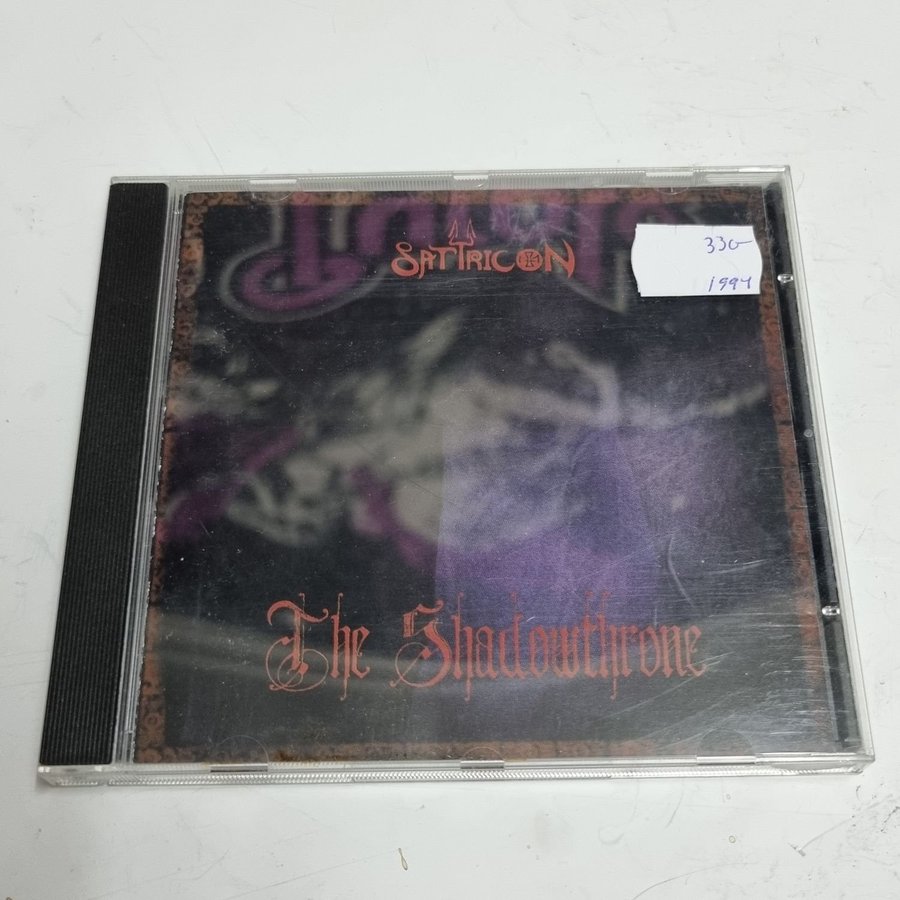 SATYRICON
330-
1994
The Shadowthrone